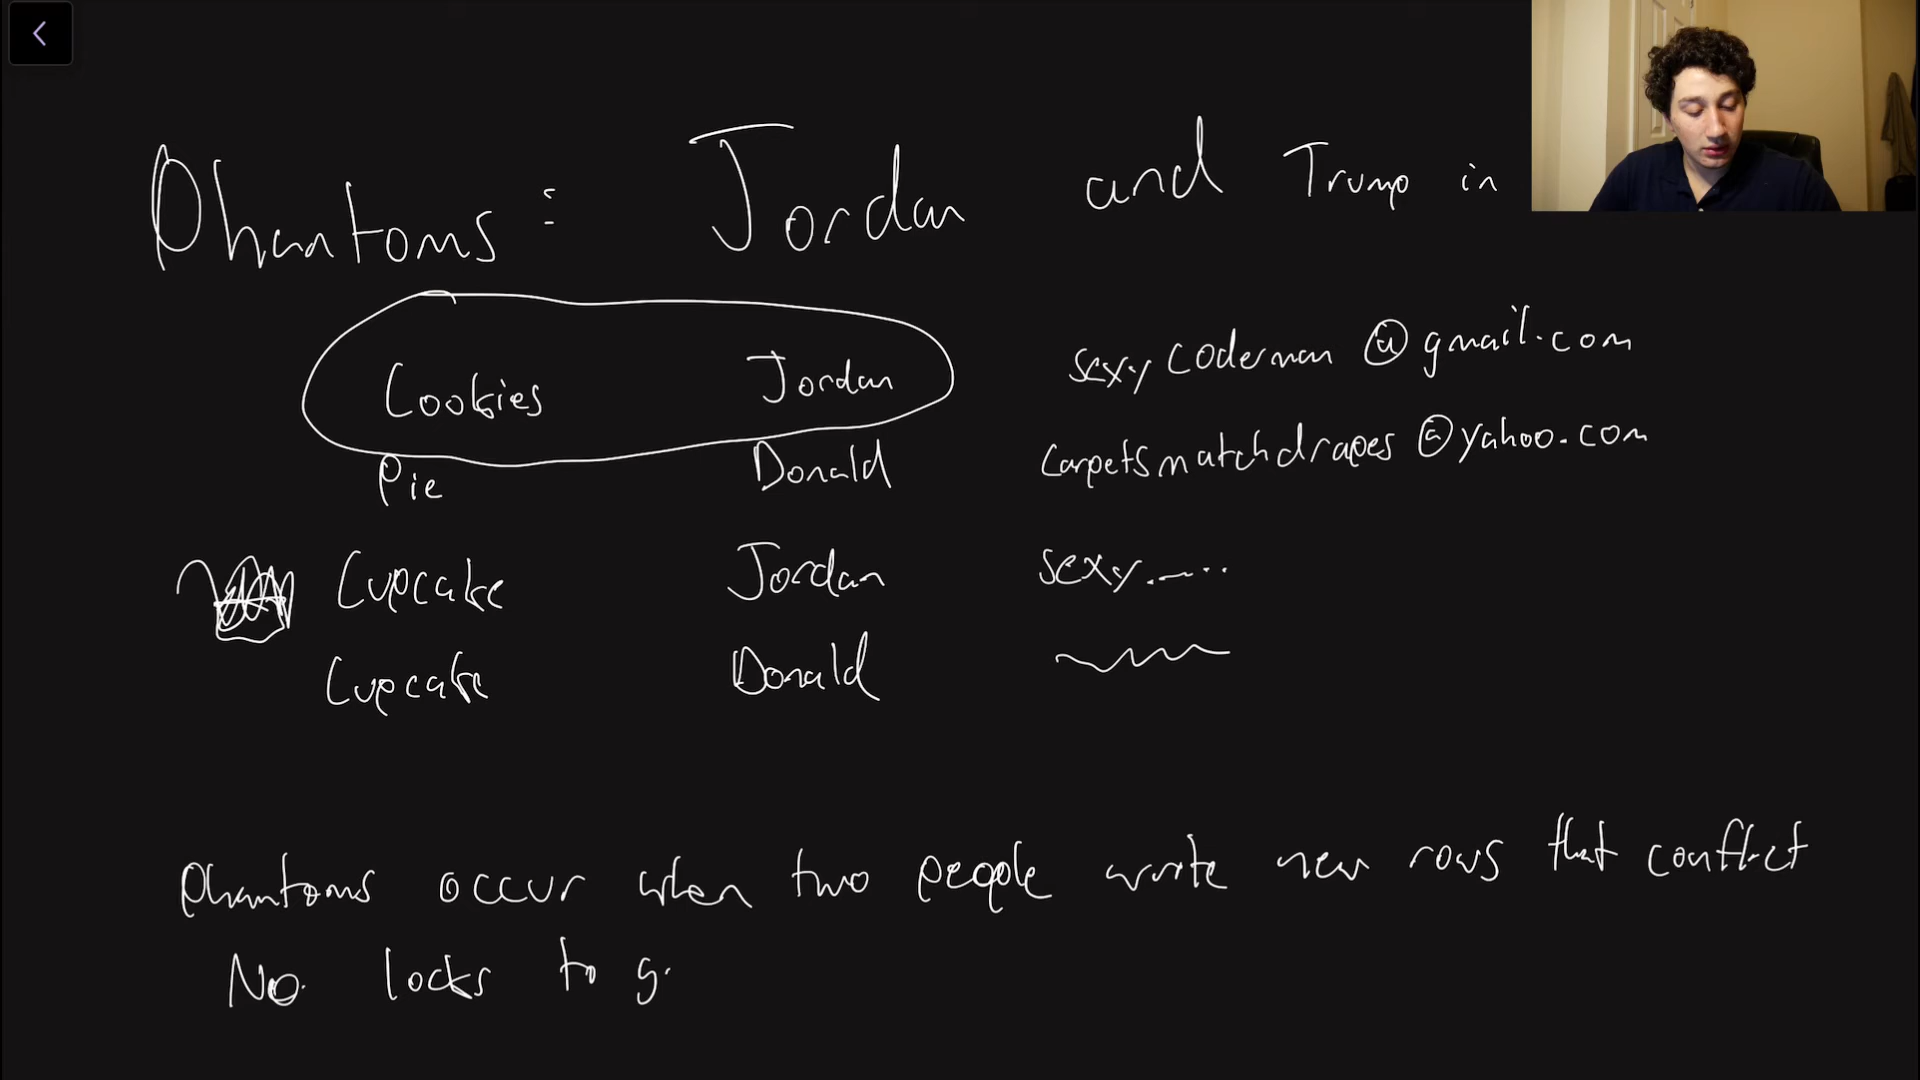 Phantoms: Jordan and Trump in
Cookies Jordan sexycoderman@gmail.com
Pie Donald carpetsmatchdrapes@yahoo.com
Cupcake Jordan sexy.....
Cupcake Donald
Phantoms occur when two people write new rows that conflict
No locks to g